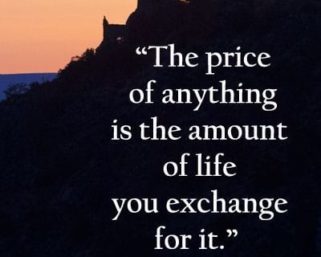 “The price
of anything
is the amount
of life
you exchange
for it.”